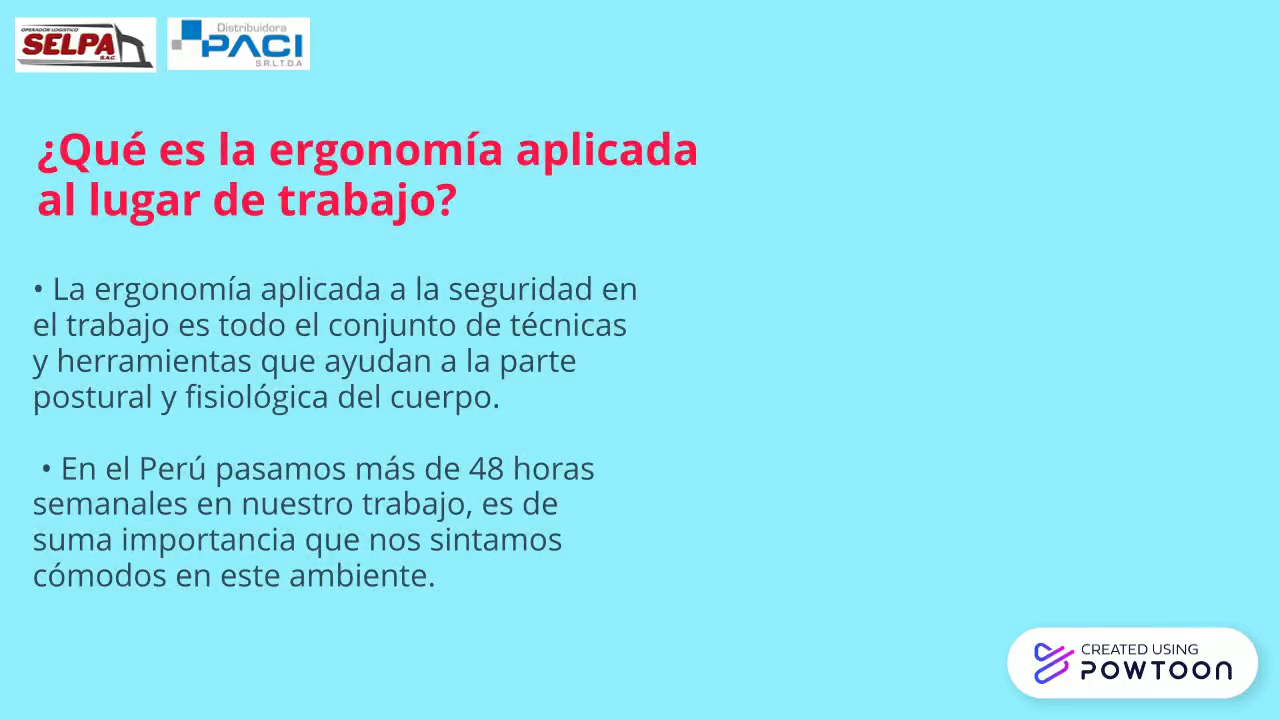 OPERADOR LOGISTICO
SELPA
S.A.C.
Distribuidora
PACI
S.R.L.T.D.A
¿Qué es la ergonomía aplicada
al lugar de trabajo?
• La ergonomía aplicada a la seguridad en
el trabajo es todo el conjunto de técnicas
y herramientas que ayudan a la parte
postural y fisiológica del cuerpo.
• En el Perú pasamos más de 48 horas
semanales en nuestro trabajo, es de
suma importancia que nos sintamos
cómodos en este ambiente.
CREATED USING
POWTOON